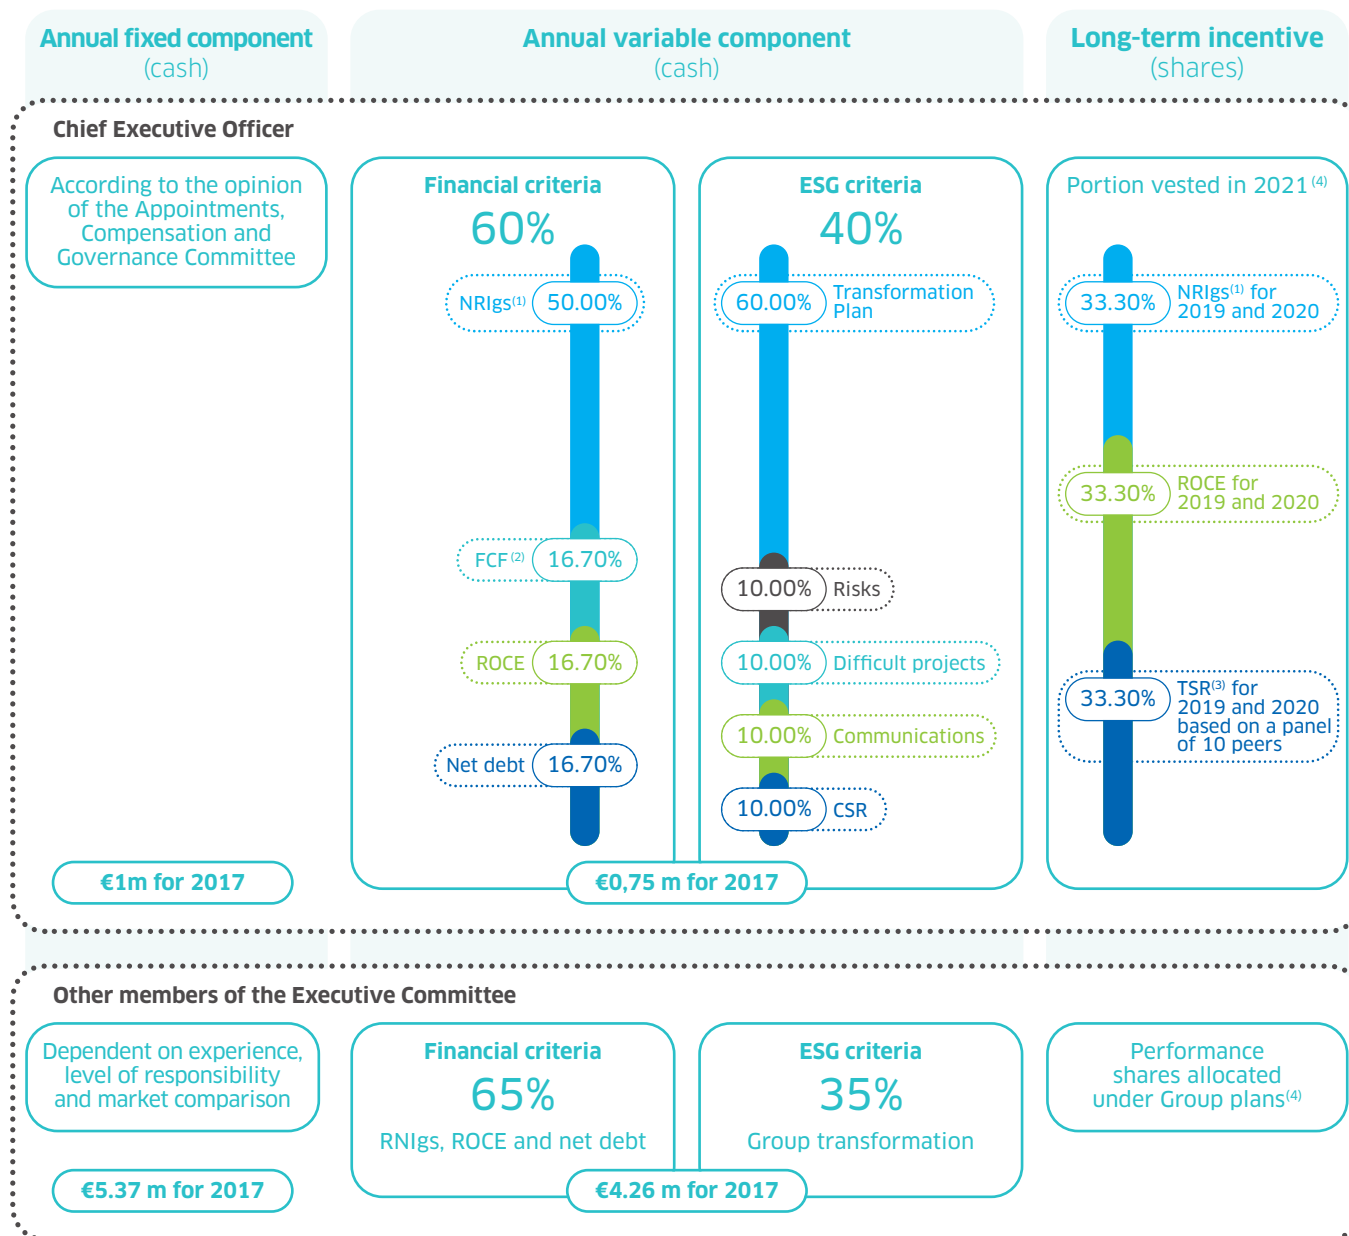 Annual fixed component
(cash)
Annual variable component
(cash)
Long-term incentive
(shares)
Chief Executive Officer
According to the opinion
of the Appointments,
Compensation and
Governance Committee
€1m for 2017
Financial criteria
60%
NRIgs(1) 50.00%
FCF (2) 16.70%
ROCE 16.70%
Net debt 16.70%
ESG criteria
40%
60.00% Transformation
Plan
10.00% Risks
10.00% Difficult projects
10.00% Communications
10.00% CSR
€0,75 m for 2017
Portion vested in 2021 (4)
33.30% NRIgs(1) for
2019 and 2020
33.30% ROCE for
2019 and 2020
33.30% TSR(3) for
2019 and 2020
based on a panel
of 10 peers
Other members of the Executive Committee
Dependent on experience,
level of responsibility
and market comparison
€5.37 m for 2017
Financial criteria
65%
RNIgs, ROCE and net debt
ESG criteria
35%
Group transformation
€4.26 m for 2017
Performance
shares allocated
under Group plans(4)